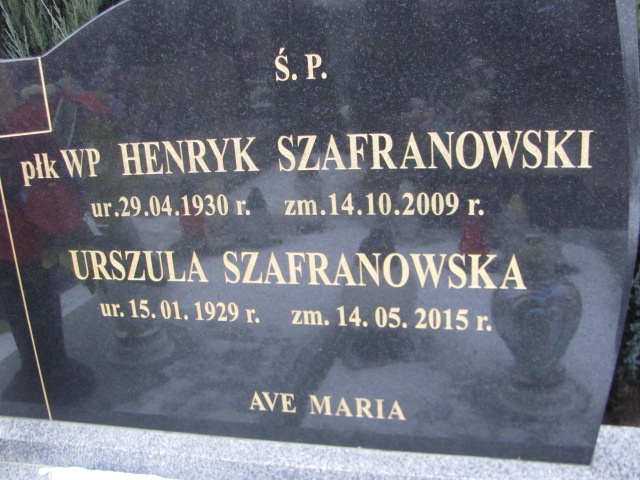 Ś. P.
płk WP HENRYK SZAFRANOWSKI
ur.29.04.1930 r. zm.14.10.2009 r.
URSZULA SZAFRANOWSKA
ur. 15. 01. 1929 r. zm. 14. 05. 2015 r.
AVE MARIA